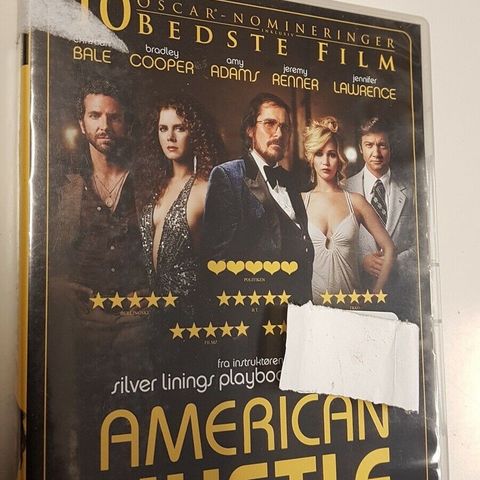 10 OSCAR®-NOMINERINGER
INKLUSIV
BEDSTE FILM
christian BALE
bradley COOPER
amy ADAMS
jeremy RENNER
jennifer LAWRENCE
POLITIKEN
B.T.
fra instruktøren
silver linings playbo
AMERICAN
HUSTLE